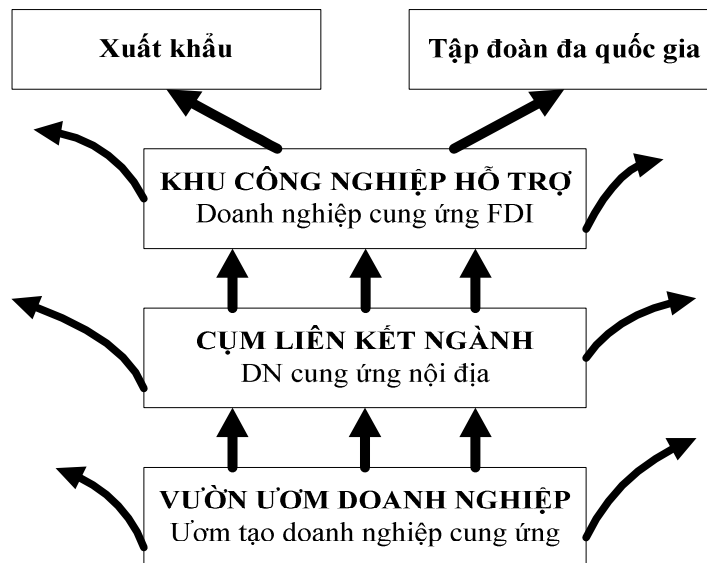 Xuất khẩu
Tập đoàn đa quốc gia
KHU CÔNG NGHIỆP HỖ TRỢ
Doanh nghiệp cung ứng FDI
CỤM LIÊN KẾT NGÀNH
DN cung ứng nội địa
VƯỜN ƯƠM DOANH NGHIỆP
Ươm tạo doanh nghiệp cung ứng